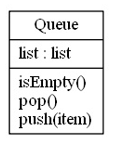 Queue
list : list
isEmpty()
pop()
push(item)